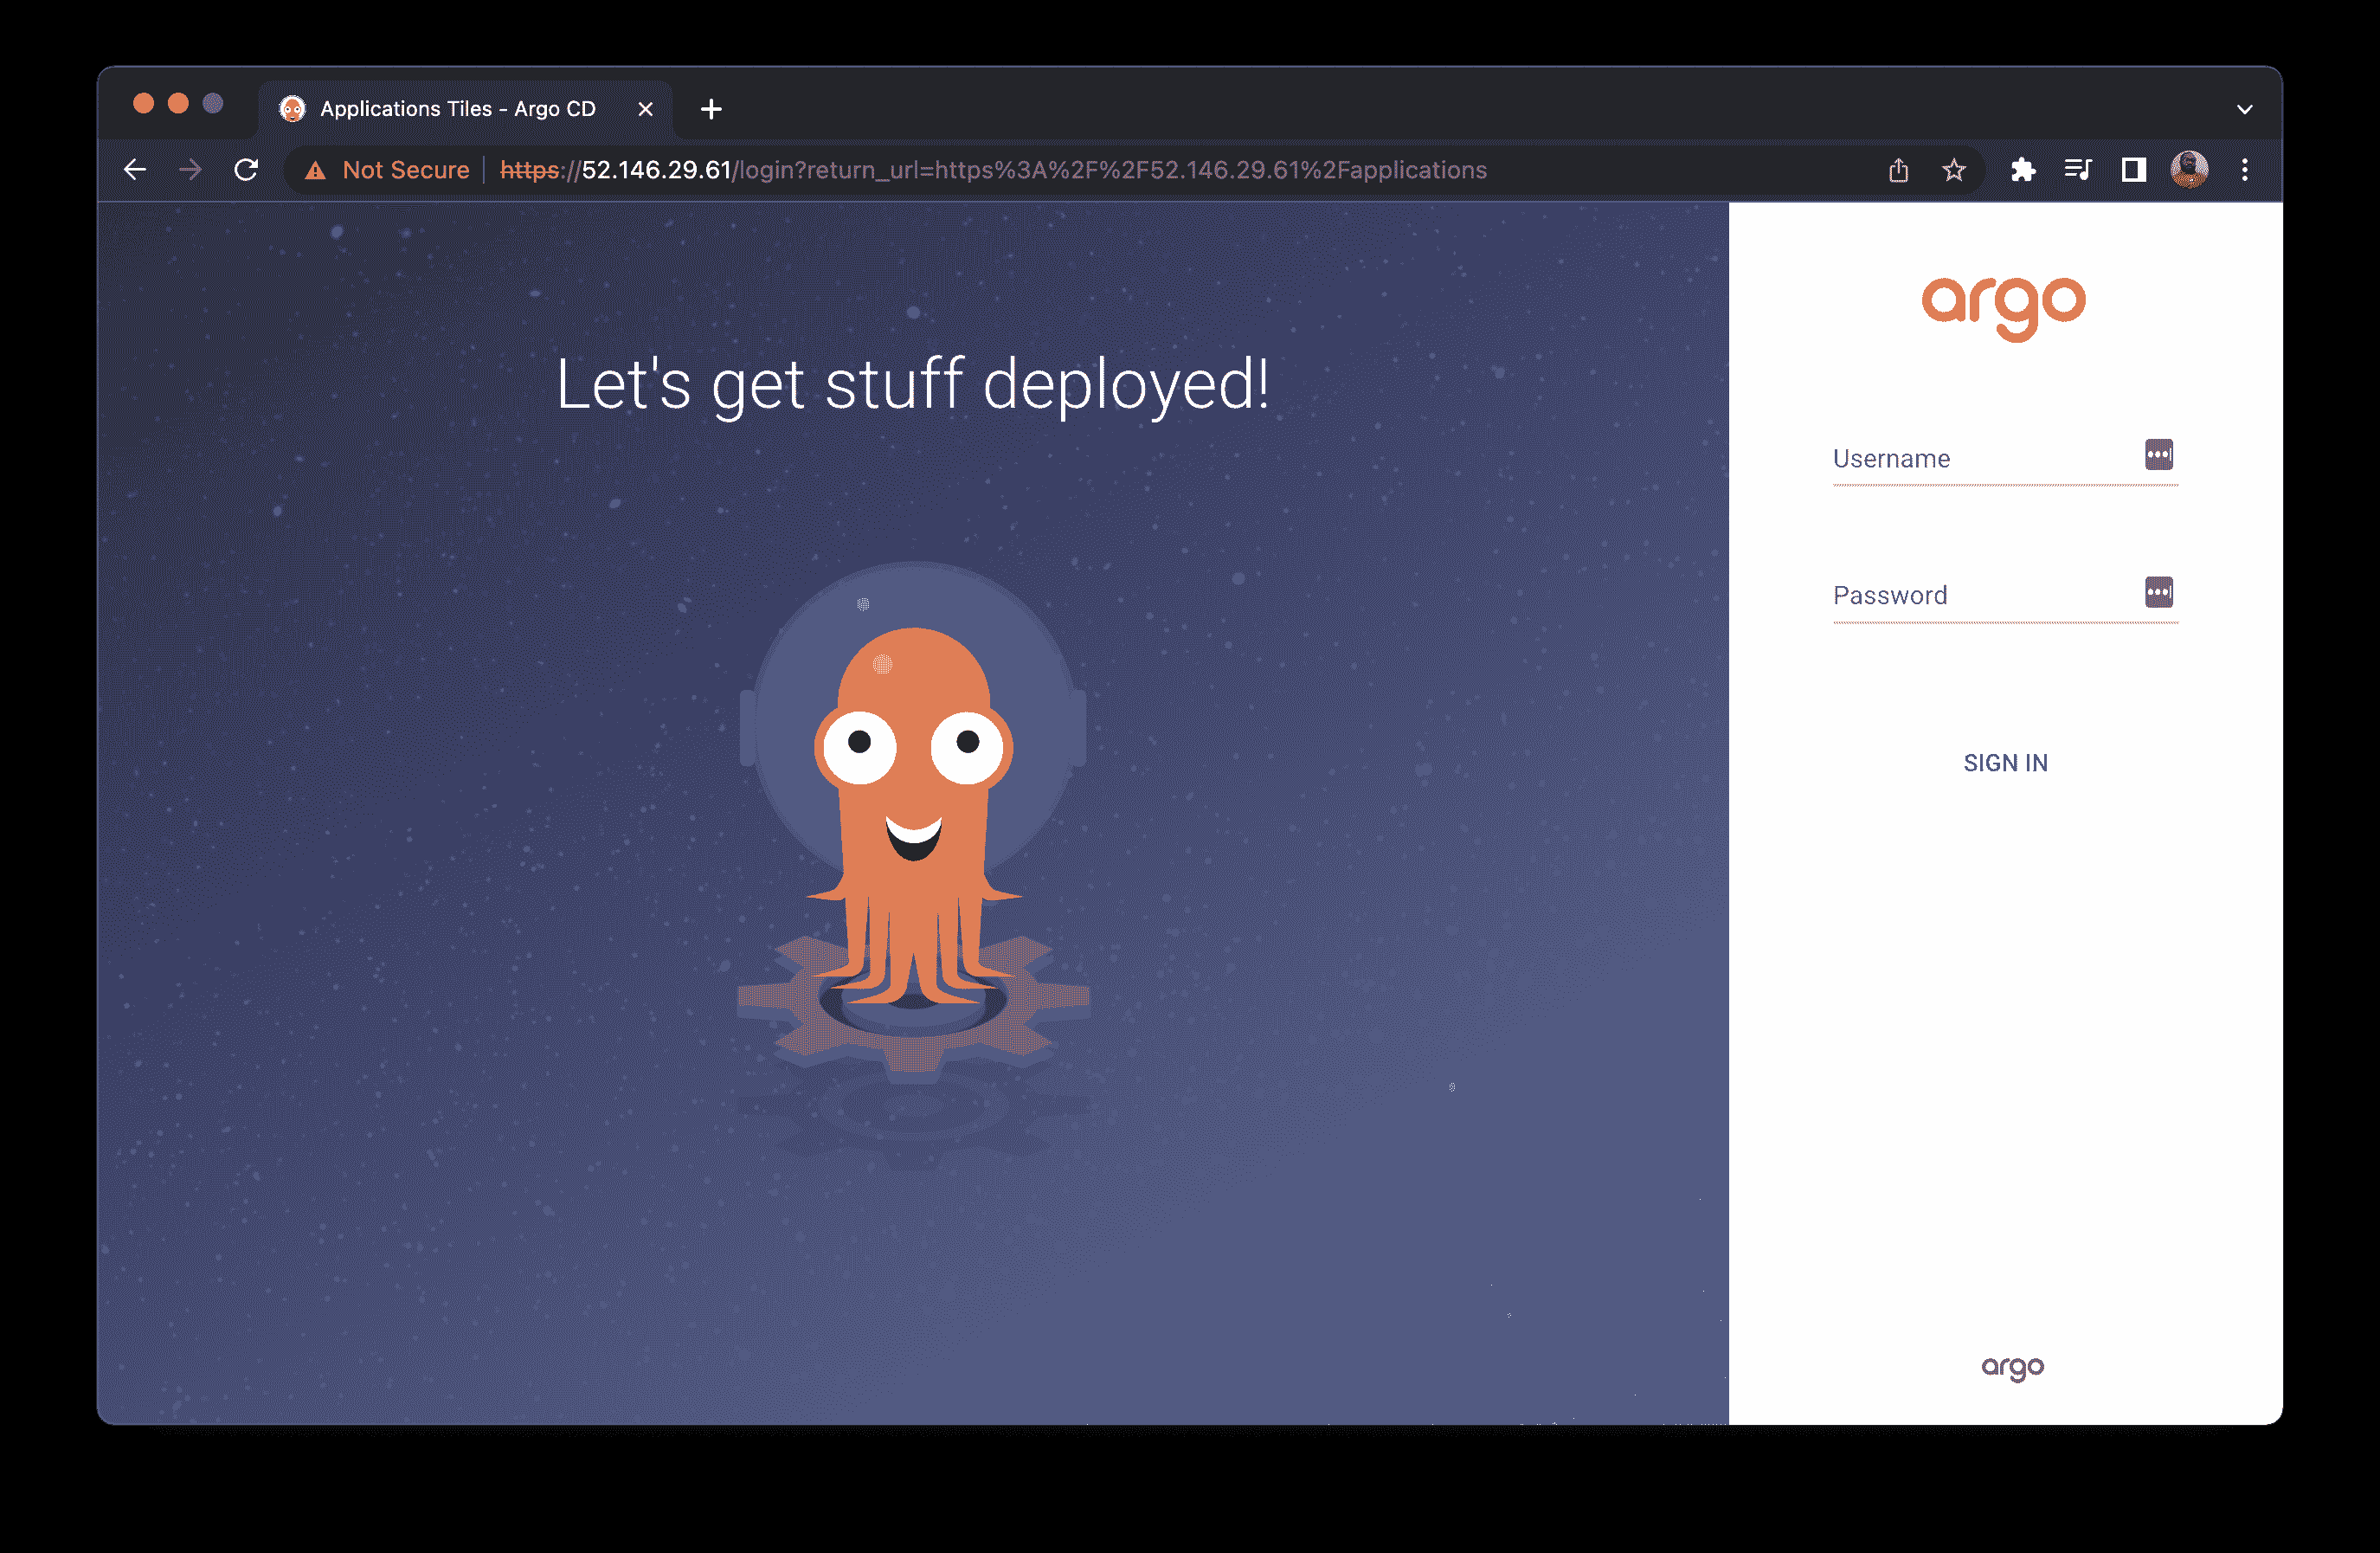 Applications Tiles - Argo CD
Not Secure https://52.146.29.61/login?return_url=https%3A%2F%2F52.146.29.61%2Fapplications
Let's get stuff deployed!
argo
Username
Password
SIGN IN
argo